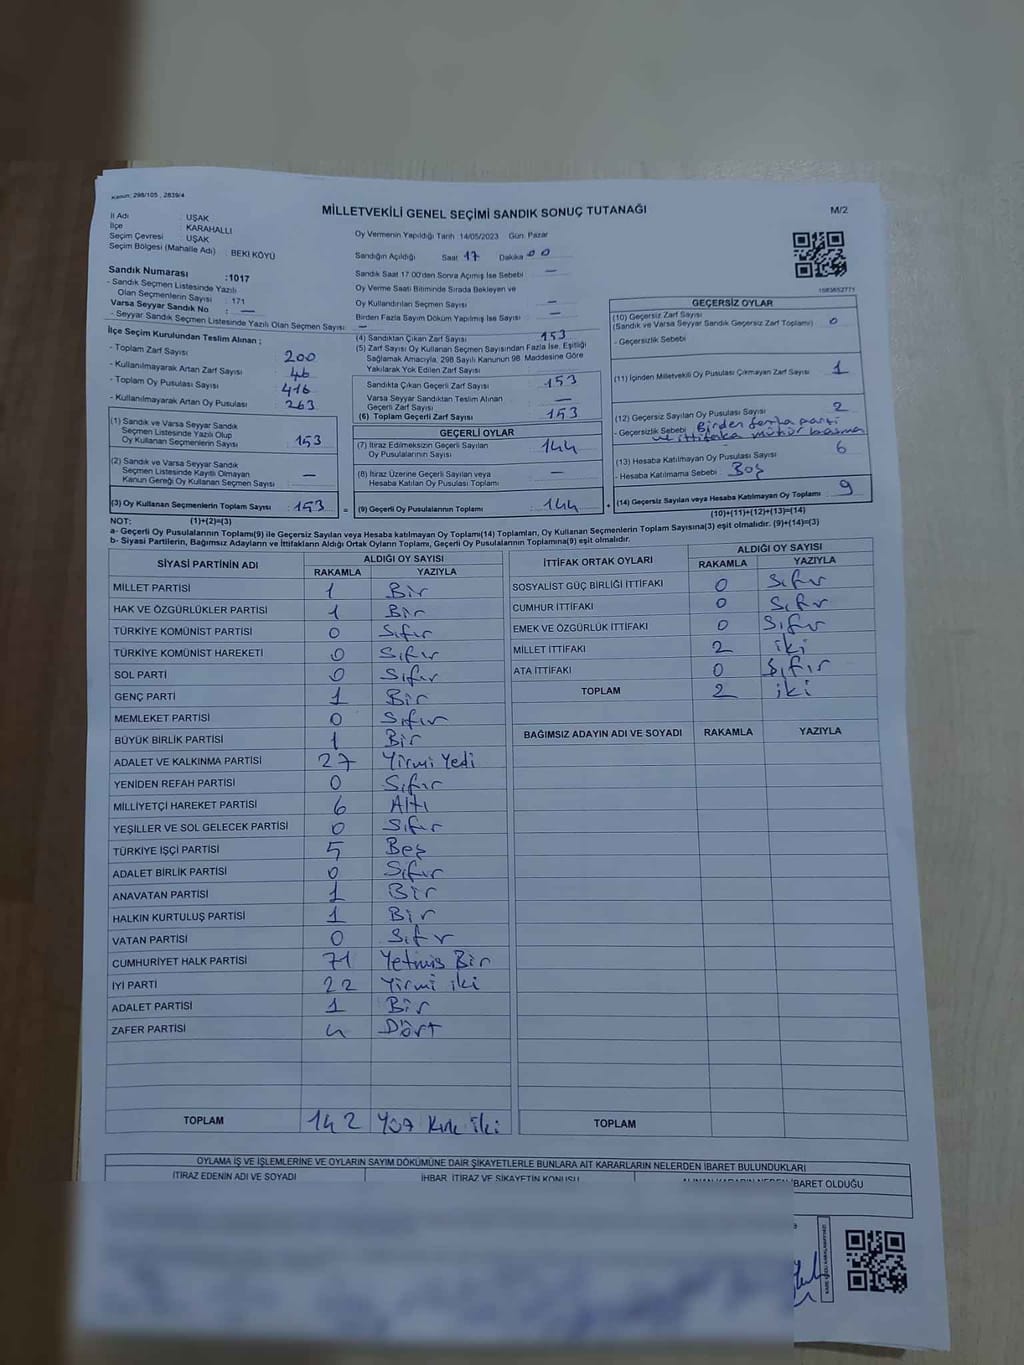 Kanun: 298/105 , 2839/4
MİLLETVEKİLİ GENEL SEÇİMİ SANDIK SONUÇ TUTANAĞI
M/2
İl Adı : UŞAK
İlçe : KARAHALLI
Seçim Çevresi : UŞAK
Seçim Bölgesi (Mahalle Adı) : BEKI KÖYÜ
Sandık Numarası :1017
- Sandık Seçmen Listesinde Yazılı
Olan Seçmenlerin Sayısı : 171
Varsa Seyyar Sandık No : —
- Seyyar Sandık Seçmen Listesinde Yazılı Olan Seçmen Sayısı: —
Oy Vermenin Yapıldığı Tarih 14/05/2023 Gün: Pazar
Sandığın Açıldığı Saat 17 Dakika 00
Sandık Saat 17:00'den Sonra Açılmış İse Sebebi —
Oy Verme Saati Bitiminde Sırada Bekleyen ve
Oy Kullandırılan Seçmen Sayısı —
Birden Fazla Sayım Döküm Yapılmış İse Sayısı —
İlçe Seçim Kurulundan Teslim Alınan ;
- Toplam Zarf Sayısı 200
- Kullanılmayarak Artan Zarf Sayısı 46
- Toplam Oy Pusulası Sayısı 416
- Kullanılmayarak Artan Oy Pusulası 263
(1) Sandık ve Varsa Seyyar Sandık
Seçmen Listesinde Yazılı Olup
Oy Kullanan Seçmenlerin Sayısı : 153
(2) Sandık ve Varsa Seyyar Sandık
Seçmen Listesinde Kayıtlı Olmayan
Kanun Gereği Oy Kullanan Seçmen Sayısı : —
(3) Oy Kullanan Seçmenlerin Toplam Sayısı : 153
(4) Sandıktan Çıkan Zarf Sayısı 153
(5) Zarf Sayısı Oy Kullanan Seçmen Sayısından Fazla İse, Eşitliği
Sağlamak Amacıyla, 298 Sayılı Kanunun 98. Maddesine Göre
Yakılarak Yok Edilen Zarf Sayısı
Sandıkta Çıkan Geçerli Zarf Sayısı 153
Varsa Seyyar Sandıktan Teslim Alınan
Geçerli Zarf Sayısı —
(6) Toplam Geçerli Zarf Sayısı 153
GEÇERLİ OYLAR
(7) İtiraz Edilmeksizin Geçerli Sayılan
Oy Pusulalarının Sayısı 144
(8) İtiraz Üzerine Geçerli Sayılan veya
Hesaba Katılan Oy Pusulası Toplamı —
= (9) Geçerli Oy Pusulalarının Toplamı 144
1583652771
GEÇERSİZ OYLAR
(10) Geçersiz Zarf Sayısı
(Sandık ve Varsa Seyyar Sandık Geçersiz Zarf Toplamı) 0
- Geçersizlik Sebebi
(11) İçinden Milletvekili Oy Pusulası Çıkmayan Zarf Sayısı 1
(12) Geçersiz Sayılan Oy Pusulası Sayısı 2
- Geçersizlik Sebebi Birden fazla parti
ve ittifaka mühür basma
(13) Hesaba Katılmayan Oy Pusulası Sayısı 6
- Hesaba Katılmama Sebebi : Boş
+ (14) Geçersiz Sayılan veya Hesaba Katılmayan Oy Toplamı 9
(10)+(11)+(12)+(13)=(14)
NOT: (1)+(2)=(3)
a- Geçerli Oy Pusulalarının Toplamı(9) ile Geçersiz Sayılan veya Hesaba katılmayan Oy Toplamı(14) Toplamları, Oy Kullanan Seçmenlerin Toplam Sayısına(3) eşit olmalıdır. (9)+(14)=(3)
b- Siyasi Partilerin, Bağımsız Adayların ve İttifakların Aldığı Ortak Oyların Toplamı, Geçerli Oy Pusulalarının Toplamına(9) eşit olmalıdır.
SİYASİ PARTİNİN ADI ALDIĞI OY SAYISI
RAKAMLA YAZIYLA
MİLLET PARTİSİ 1 Bir
HAK VE ÖZGÜRLÜKLER PARTİSİ 1 Bir
TÜRKİYE KOMÜNİST PARTİSİ 0 Sıfır
TÜRKİYE KOMÜNİST HAREKETİ 0 Sıfır
SOL PARTİ 0 Sıfır
GENÇ PARTİ 1 Bir
MEMLEKET PARTİSİ 0 Sıfır
BÜYÜK BİRLİK PARTİSİ 1 Bir
ADALET VE KALKINMA PARTİSİ 27 Yirmi Yedi
YENİDEN REFAH PARTİSİ 0 Sıfır
MİLLİYETÇİ HAREKET PARTİSİ 6 Altı
YEŞİLLER VE SOL GELECEK PARTİSİ 0 Sıfır
TÜRKİYE İŞÇİ PARTİSİ 5 Beş
ADALET BİRLİK PARTİSİ 0 Sıfır
ANAVATAN PARTİSİ 1 Bir
HALKIN KURTULUŞ PARTİSİ 1 Bir
VATAN PARTİSİ 0 Sıfır
CUMHURİYET HALK PARTİSİ 71 Yetmiş Bir
İYİ PARTİ 22 Yirmi iki
ADALET PARTİSİ 1 Bir
ZAFER PARTİSİ 4 Dört
TOPLAM 142 Yüz Kırk İki
İTTİFAK ORTAK OYLARI ALDIĞI OY SAYISI
RAKAMLA YAZIYLA
SOSYALİST GÜÇ BİRLİĞİ İTTİFAKI 0 Sıfır
CUMHUR İTTİFAKI 0 Sıfır
EMEK VE ÖZGÜRLÜK İTTİFAKI 0 Sıfır
MİLLET İTTİFAKI 2 iki
ATA İTTİFAKI 0 Sıfır
TOPLAM 2 iki
BAĞIMSIZ ADAYIN ADI VE SOYADI RAKAMLA YAZIYLA
TOPLAM
OYLAMA İŞ VE İŞLEMLERİNE VE OYLARIN SAYIM DÖKÜMÜNE DAİR ŞİKAYETLERLE BUNLARA AİT KARARLARIN NELERDEN İBARET BULUNDUKLARI
İTİRAZ EDENİN ADI VE SOYADI İHBAR, İTİRAZ VE ŞİKAYETİN KONUSU ALINAN KARARIN NEDEN İBARET OLDUĞU